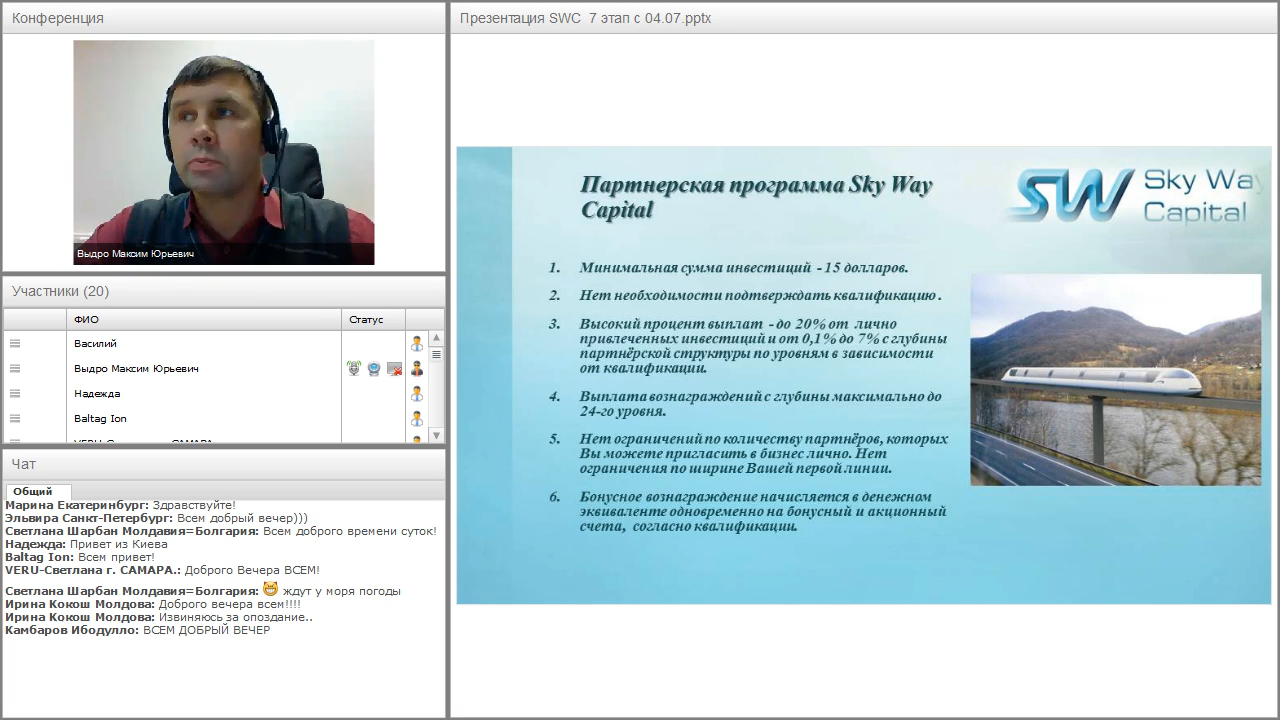 Конференция
Выдро Максим Юрьевич
Участники (20)
ФИО
Статус
Василий
Выдро Максим Юрьевич
Надежда
Baltag Ion
Чат
Общий
Марина Екатеринбург: Здравствуйте!
Эльвира Санкт-Петербург: Всем добрый вечер)))
Светлана Шарбан Молдавия=Болгария: Всем доброго времени суток!
Надежда: Привет из Киева
Baltag Ion: Всем привет!
VERU-Светлана г. САМАРА.: Доброго Вечера ВСЕМ!
Светлана Шарбан Молдавия=Болгария: ждут у моря погоды
Ирина Кокош Молдова: Доброго вечера всем!!!!
Ирина Кокош Молдова: Извиняюсь за опоздание..
Камбаров Ибодулло: ВСЕМ ДОБРЫЙ ВЕЧЕР
Презентация SWC 7 этап с 04.07.pptx
Партнерская программа Sky Way
Capital
SW Sky Way
Capital
1. Минимальная сумма инвестиций - 15 долларов.
2. Нет необходимости подтверждать квалификацию .
3. Высокий процент выплат - до 20% от лично
привлеченных инвестиций и от 0,1% до 7% с глубины
партнёрской структуры по уровням в зависимости
от квалификации.
4. Выплата вознаграждений с глубины максимально до
24-го уровня.
5. Нет ограничений по количеству партнёров, которых
Вы можете пригласить в бизнес лично. Нет
ограничения по ширине Вашей первой линии.
6. Бонусное вознаграждение начисляется в денежном
эквиваленте одновременно на бонусный и акционный
счета, согласно квалификации.